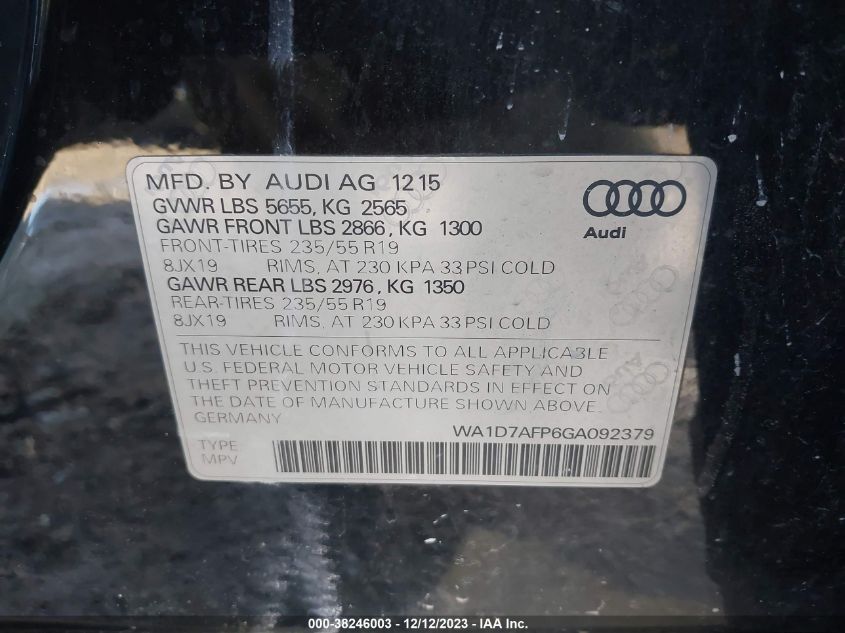 MFD. BY AUDI AG 12 15
GVWR LBS 5655, KG 2565
GAWR FRONT LBS 2866, KG 1300
FRONT-TIRES 235/55 R19
8JX19 RIMS, AT 230 KPA 33 PSI COLD
GAWR REAR LBS 2976, KG 1350
REAR-TIRES 235/55 R19
8JX19 RIMS, AT 230 KPA 33 PSI COLD
Audi
THIS VEHICLE CONFORMS TO ALL APPLICABLE
U.S. FEDERAL MOTOR VEHICLE SAFETY AND
THEFT PREVENTION STANDARDS IN EFFECT ON
THE DATE OF MANUFACTURE SHOWN ABOVE.
GERMANY
WA1D7AFP6GA092379
TYPE
MPV
Audi
000-38246003 - 12/12/2023 - © IAA, Inc.